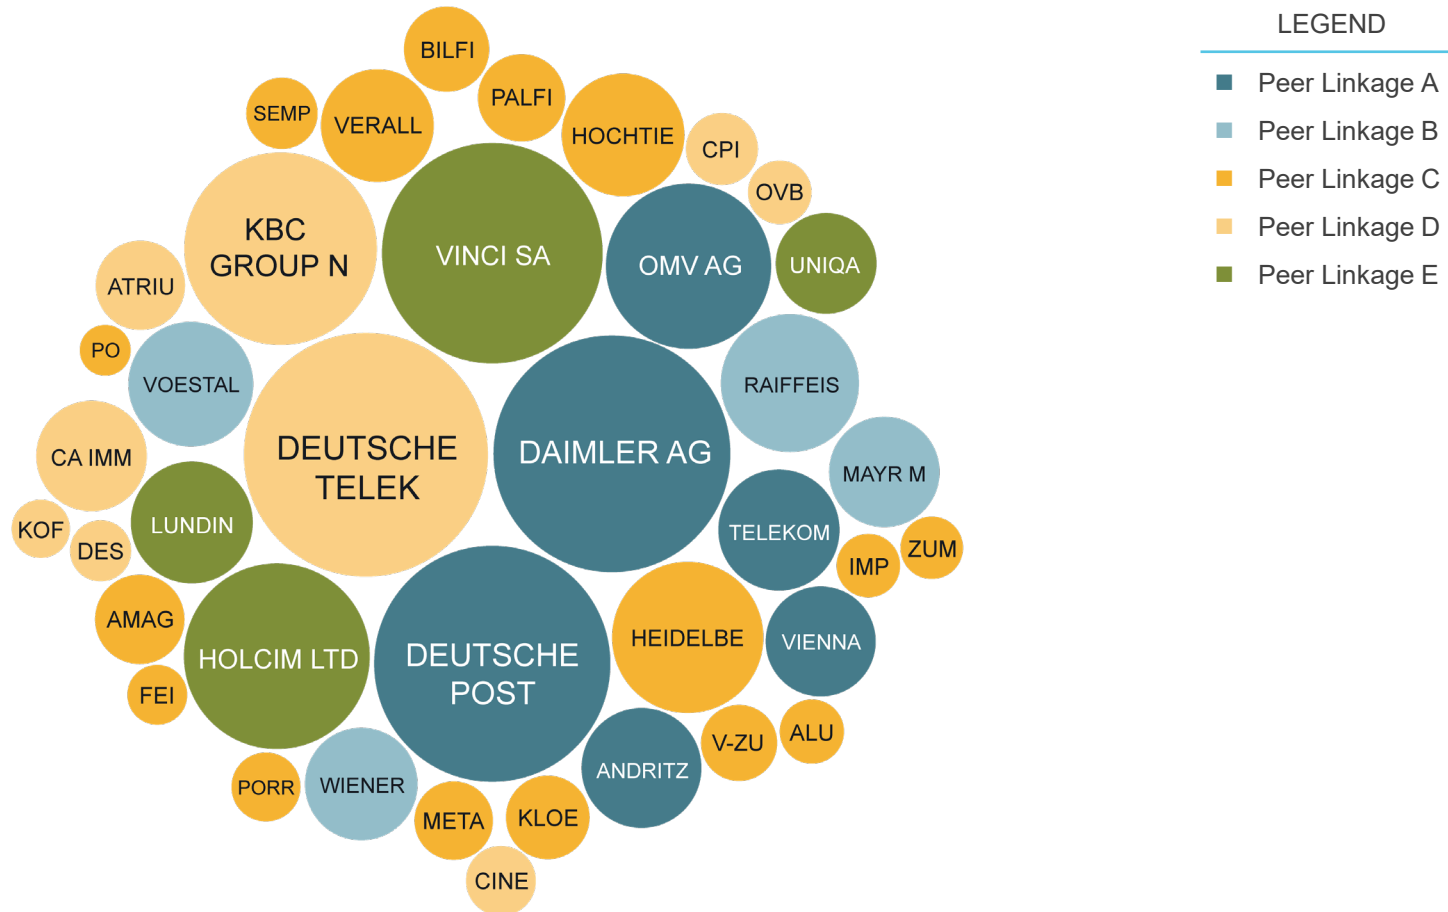 LEGEND
Peer Linkage A
Peer Linkage B
Peer Linkage C
Peer Linkage D
Peer Linkage E
BILFI
SEMP
VERALL
PALFI
HOCHTIE
CPI
OVB
KBC
GROUP N
VINCI SA
OMV AG
UNIQA
ATRIU
PO
VOESTAL
RAIFFEIS
CA IMM
DEUTSCHE
TELEK
DAIMLER AG
MAYR M
KOF
DES
LUNDIN
TELEKOM
IMP
ZUM
AMAG
HOLCIM LTD
DEUTSCHE
POST
HEIDELBE
VIENNA
FEI
V-ZU
ALU
PORR
WIENER
ANDRITZ
META
KLOE
CINE